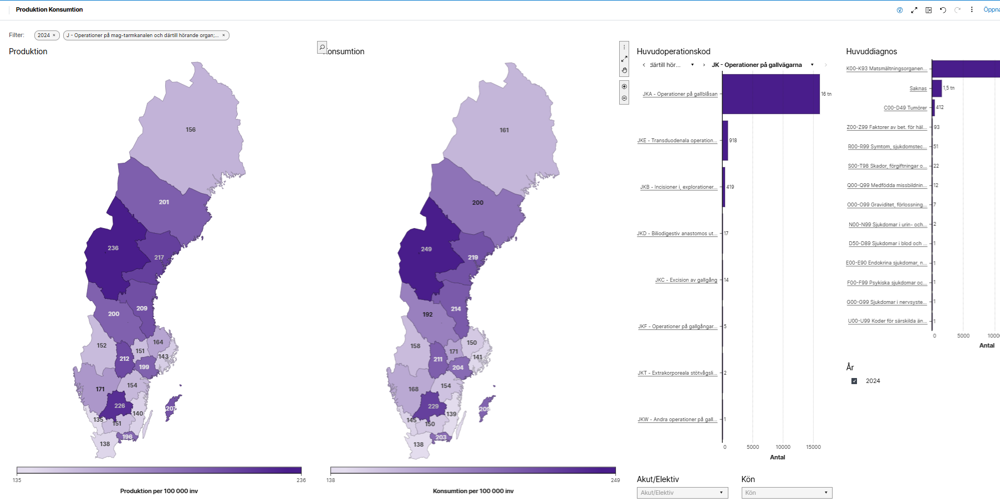 Produktion Konsumtion
Öppna
Filter:
2024 ×
J - Operationer på mag-tarmkanalen och därtill hörande organ;... ×
Produktion
156
201
236
217
209
200
152
164
151
143
212
199
154
171
226
207
140
135
151
196
138
135
236
Produktion per 100 000 inv
Konsumtion
161
200
249
219
214
192
158
150
171
141
211
204
154
168
229
209
139
145
150
203
138
138
249
Konsumtion per 100 000 inv
Huvudoperationskod
därtill hör...
JK - Operationer på gallvägarna
JKA - Operationer på gallblåsan
16 tn
JKE - Transduodenala operation...
918
JKB - Incisioner i, explorationer...
419
JKD - Biliodigestiv anastomos ut...
17
JKC - Excision av gallgång
14
JKF - Operationer på gallgångar...
5
JKT - Extrakorporeala stötvågsli...
2
JKW - Andra operationer på gall...
1
0
5000
10000
15000
Antal
Akut/Elektiv
Akut/Elektiv
Kön
Kön
Huvuddiagnos
K00-K93 Matsmältningsorganen...
Saknas
1,5 tn
C00-D49 Tumörer
412
Z00-Z99 Faktorer av bet. för häl...
93
R00-R99 Symtom, sjukdomstec...
51
S00-T98 Skador, förgiftningar o...
22
Q00-Q99 Medfödda missbildnin...
12
O00-O99 Graviditet, förlossning...
7
N00-N99 Sjukdomar i urin- och...
2
D50-D89 Sjukdomar i blod och ...
1
E00-E90 Endokrina sjukdomar, n...
1
F00-F99 Psykiska sjukdomar oc...
1
G00-G99 Sjukdomar i nervsyste...
1
U00-U99 Koder för särskilda än...
1
0
5000
1000
Antal
År
2024